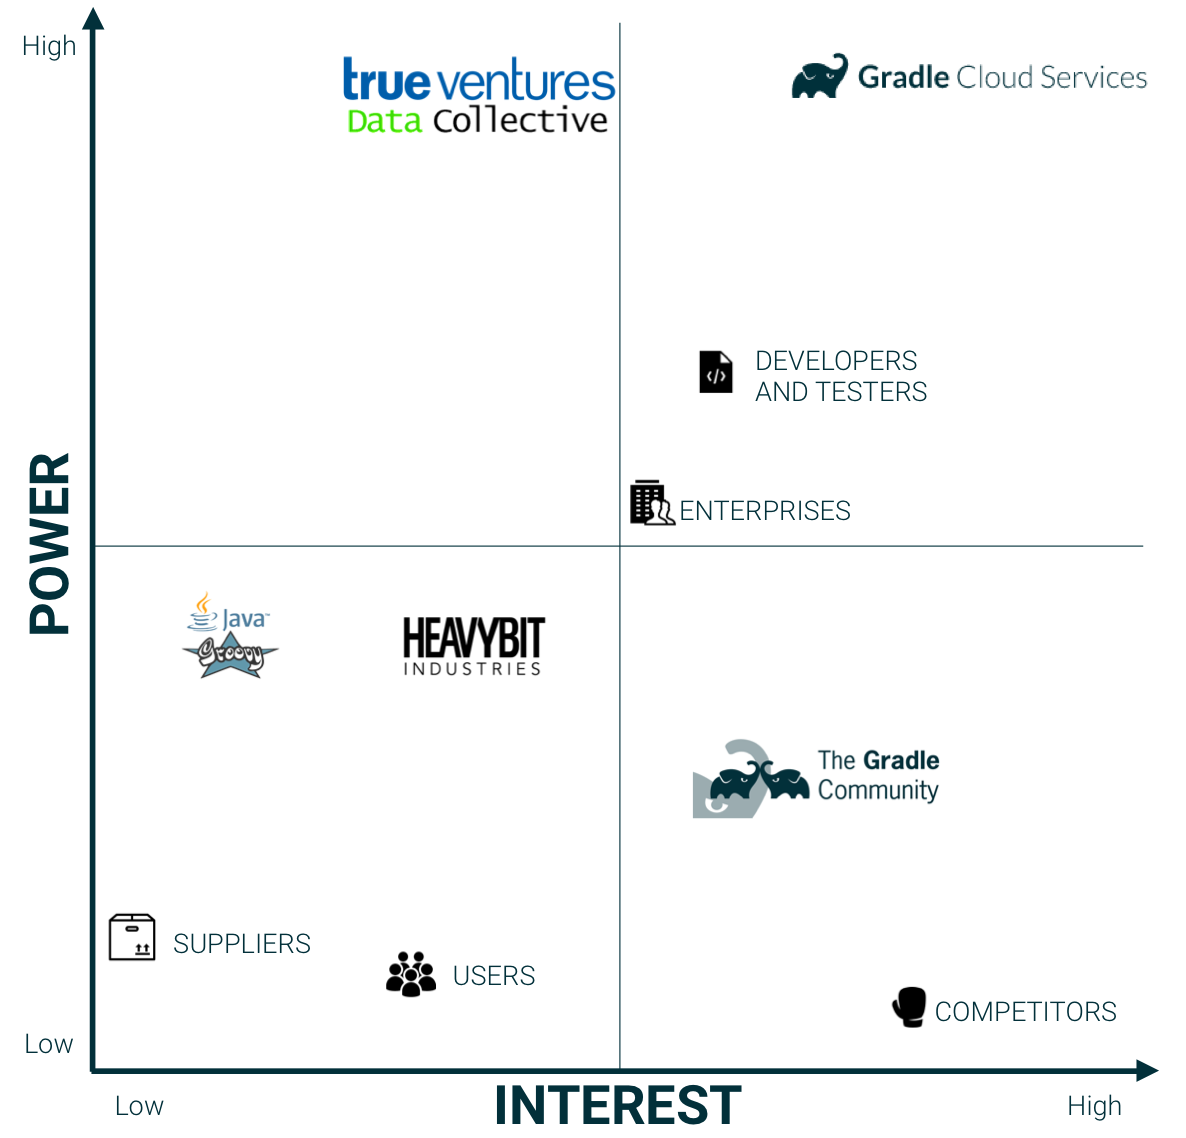 High
true ventures
Data Collective
Gradle Cloud Services
</>
DEVELOPERS
AND TESTERS
ENTERPRISES
POWER
Java™
Groovy
HEAVYBIT
INDUSTRIES
The Gradle
Community
SUPPLIERS
USERS
COMPETITORS
Low
Low
INTEREST
High